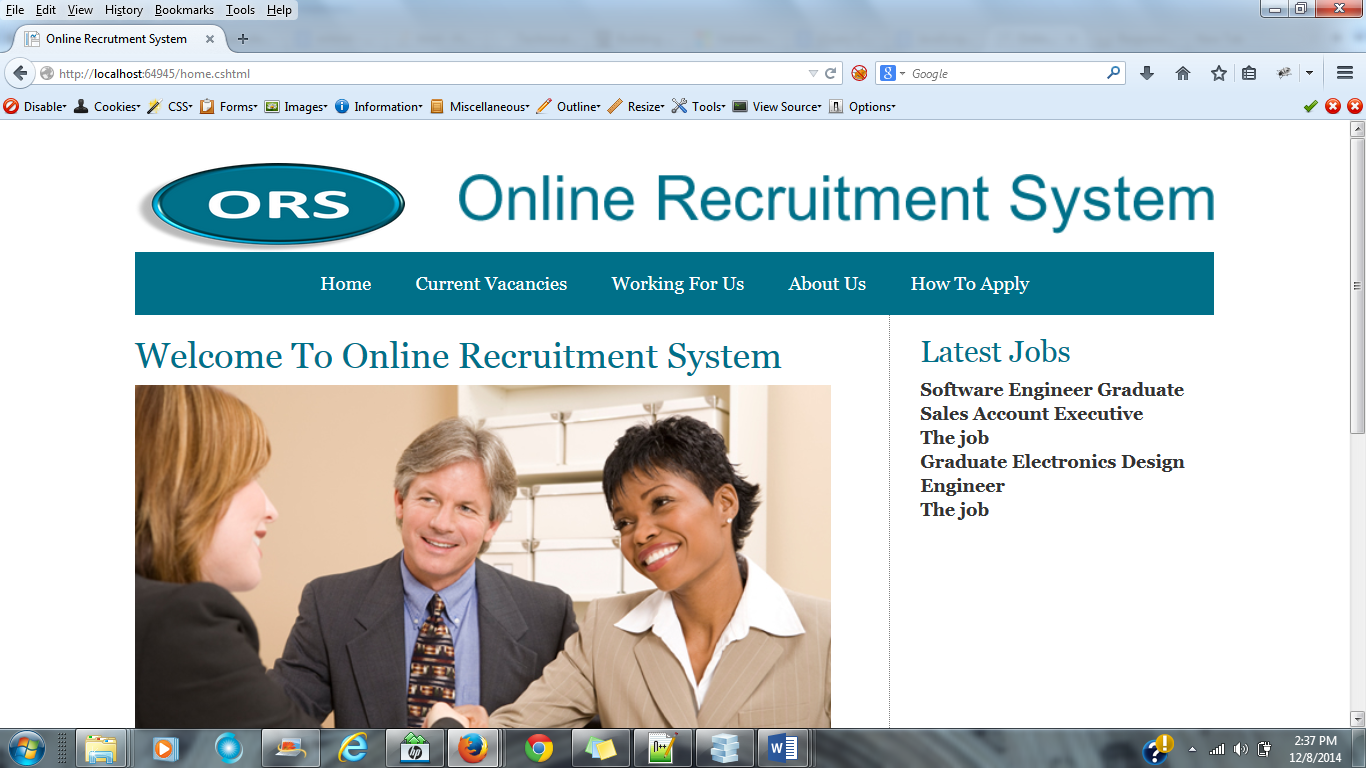 File Edit View History Bookmarks Tools Help
Online Recrutment System
http://localhost:64945/home.cshtml
Google
Disable Cookies CSS Forms Images Information Miscellaneous Outline Resize Tools View Source Options
ORS
Online Recruitment System
Home Current Vacancies Working For Us About Us How To Apply
Welcome To Online Recruitment System
Latest Jobs
Software Engineer Graduate
Sales Account Executive
The job
Graduate Electronics Design
Engineer
The job
2:37 PM
12/8/2014